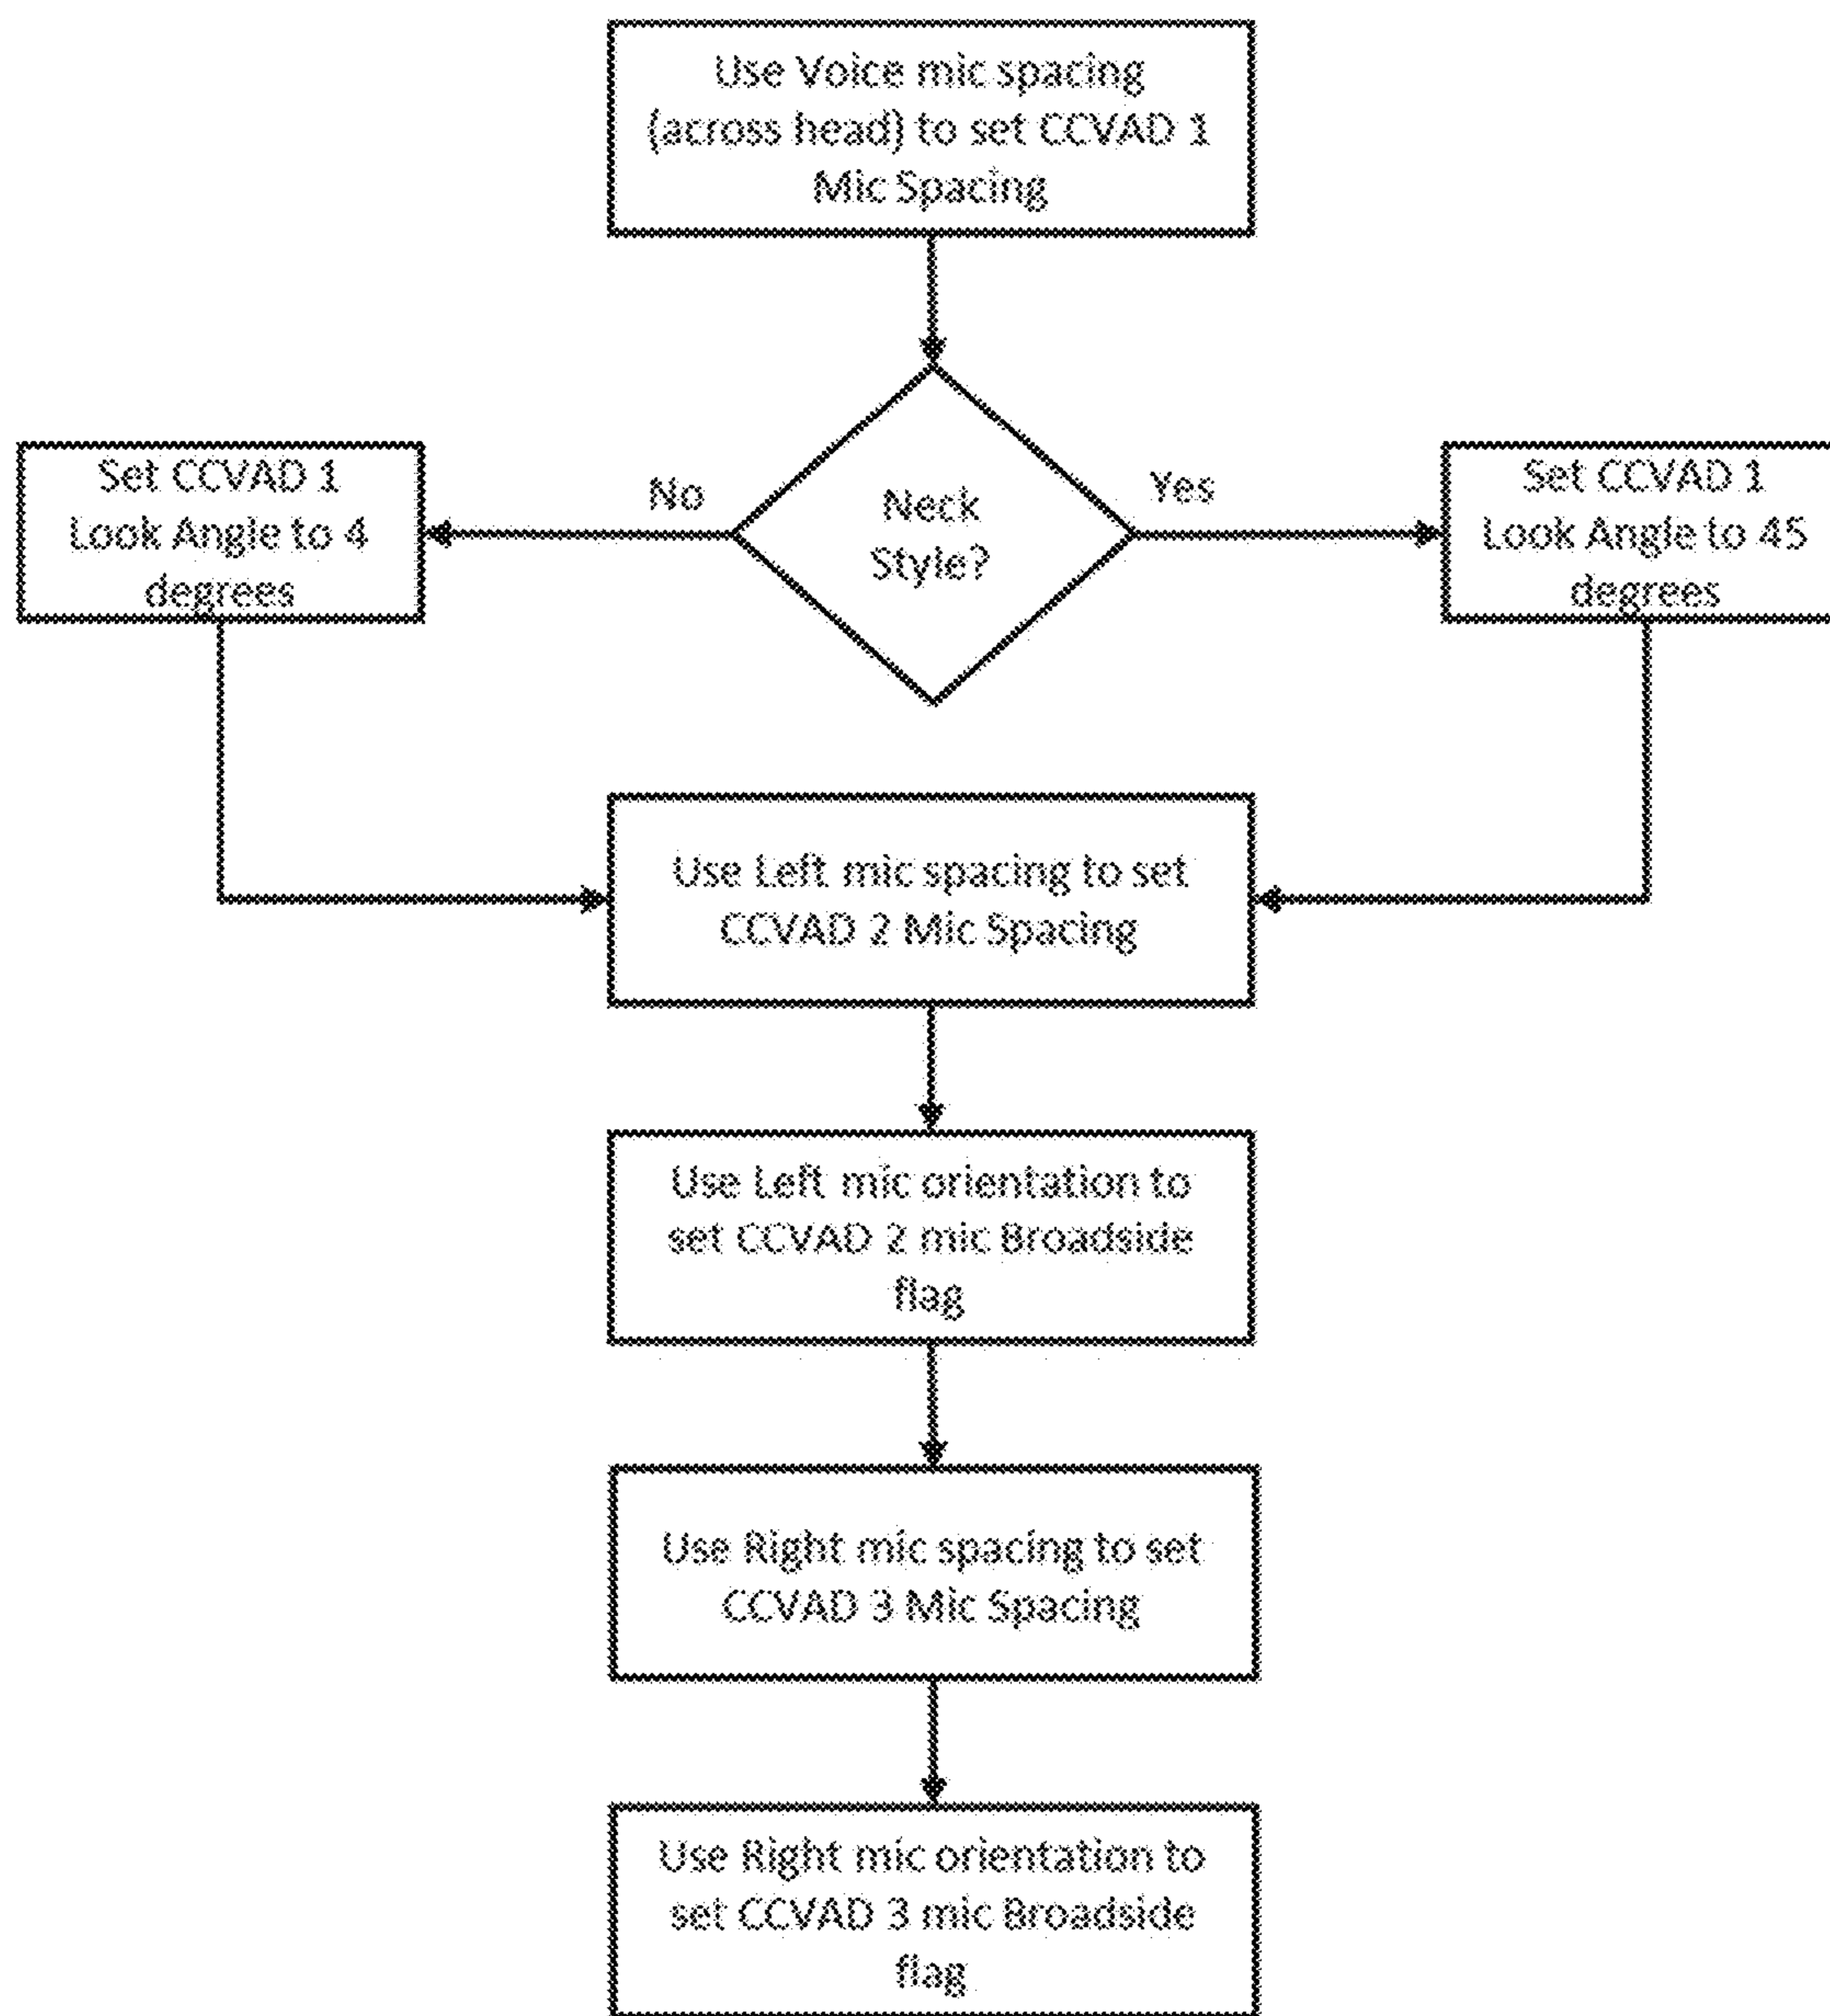 Use Voice mic spacing
(across head) to set CCVAD 1
Mic Spacing
Set CCVAD 1
Look Angle to 4
degrees
No
Neck
Style?
Yes
Set CCVAD 1
Look Angle to 45
degrees
Use Left mic spacing to set
CCVAD 2 Mic Spacing
Use Left mic orientation to
set CCVAD 2 mic Broadside
flag
Use Right mic spacing to set
CCVAD 3 Mic Spacing
Use Right mic orientation to
set CCVAD 3 mic Broadside
flag